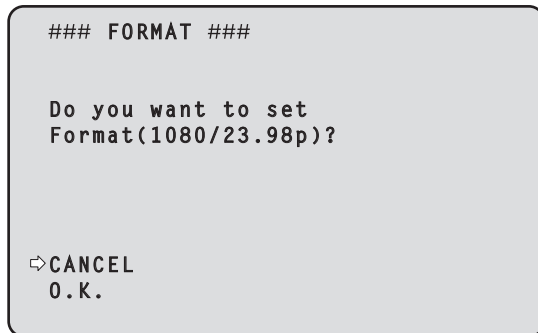 ### FORMAT ###
Do you want to set
Format(1080/23.98p)?
⇨CANCEL
O.K.